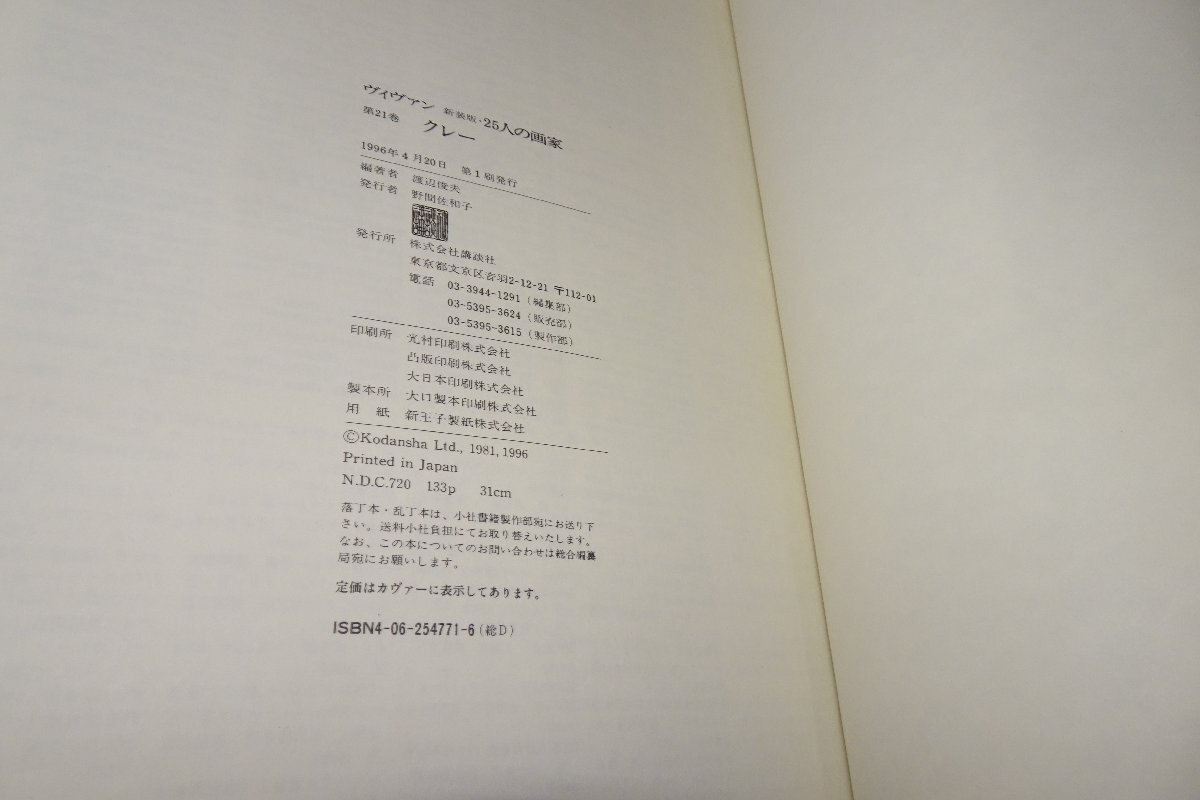 ヴィヴァン 新装版・25人の画家
第21巻 クレー
1996年4月20日 第1刷発行
編著者 渡辺俊夫
発行者 野間佐和子
発行所 株式会社講談社
東京都文京区音羽2-12-21 〒112-01
電話 03-3944-1291(編集部)
03-5395-3624(販売部)
03-5395-3615(製作部)
印刷所 光村印刷株式会社
凸版印刷株式会社
大日本印刷株式会社
製本所 大口製本印刷株式会社
用紙 新王子製紙株式会社
©Kodansha Ltd., 1981, 1996
Printed in Japan
N.D.C.720 133p 31cm
落丁本・乱丁本は、小社書籍製作部宛にお送り下
さい。送料小社負担にてお取り替えいたします。
なお、この本についてのお問い合わせは総合編纂
局宛にお願いします。
定価はカヴァーに表示してあります。
ISBN4-06-254771-6(総D)